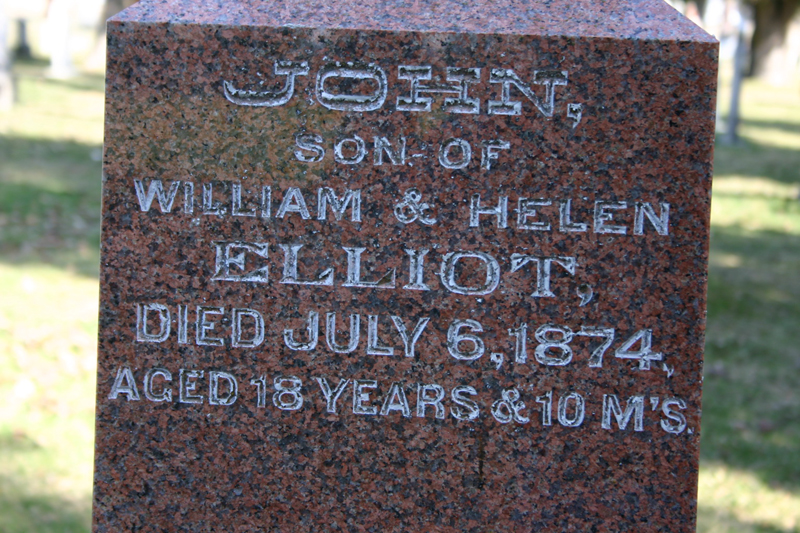 JOHN,
SON OF
WILLIAM & HELEN
ELLIOT,
DIED JULY 6, 1874,
AGED 18 YEARS & 10 M'S.